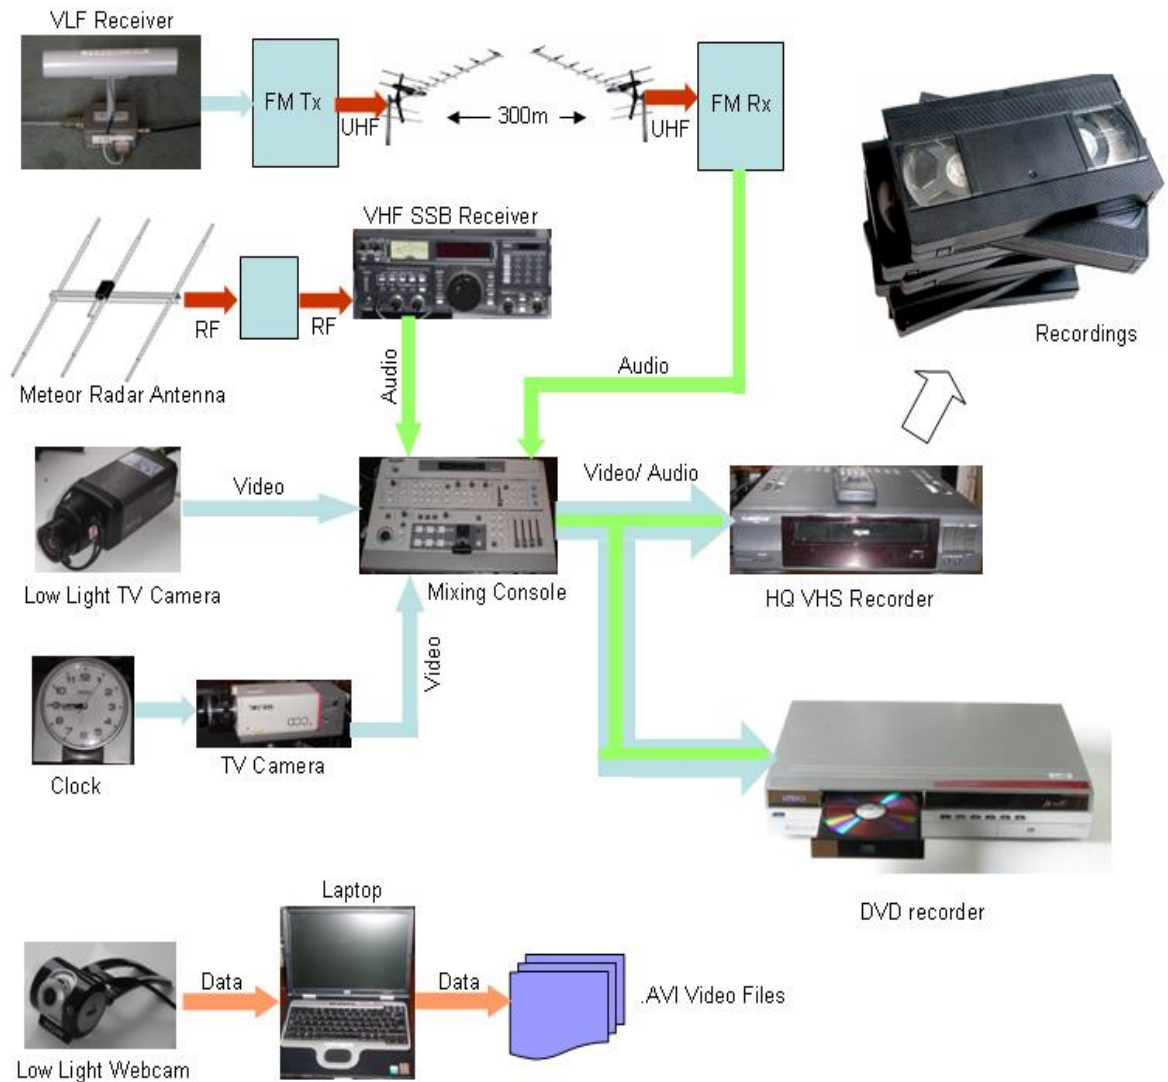 VLF Receiver
FM Tx
UHF
300m
UHF
FM Rx
VHF SSB Receiver
RF
RF
Meteor Radar Antenna
Audio
Audio
Recordings
Video
Video/ Audio
Low Light TV Camera
Mixing Console
HQ VHS Recorder
Video
Clock
TV Camera
Laptop
DVD recorder
Data
Data
.AVI Video Files
Low Light Webcam